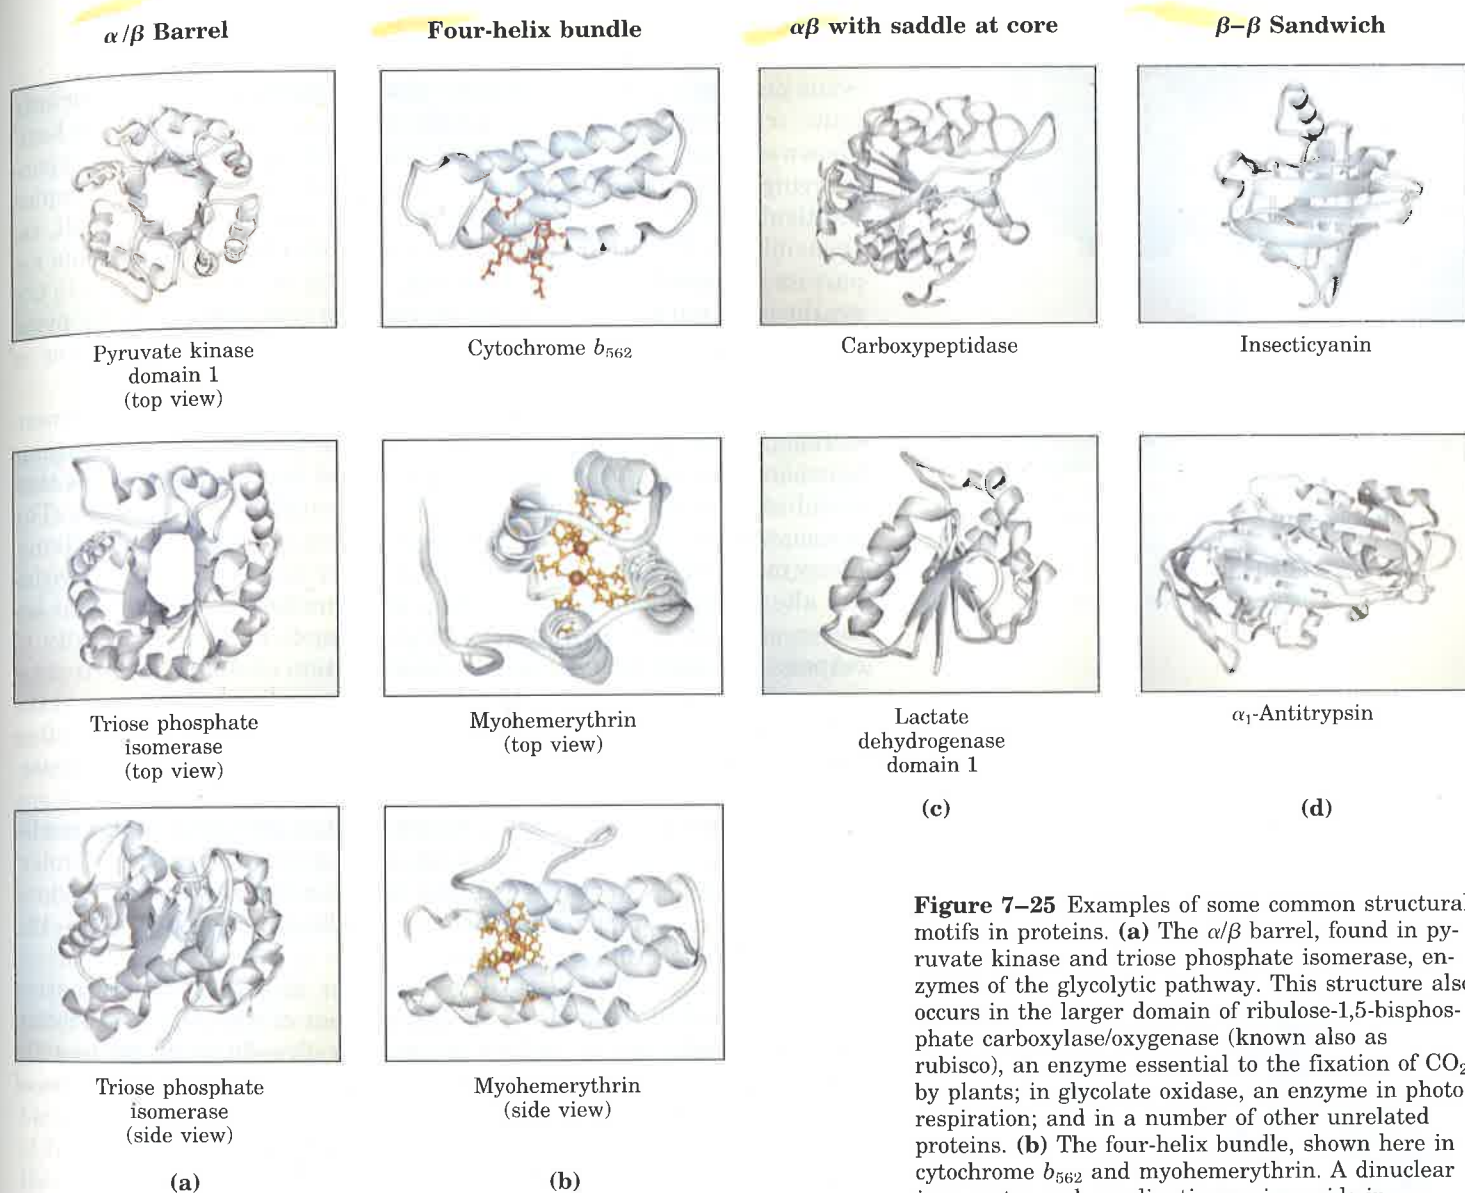 α/β Barrel
Four-helix bundle
αβ with saddle at core
β–β Sandwich
Pyruvate kinase
domain 1
(top view)
Cytochrome b₅₆₂
Carboxypeptidase
Insecticyanin
Triose phosphate
isomerase
(top view)
Myohemerythrin
(top view)
Lactate
dehydrogenase
domain 1
α₁-Antitrypsin
(c)
(d)
Triose phosphate
isomerase
(side view)
Myohemerythrin
(side view)
(a)
(b)
Figure 7–25 Examples of some common structural
motifs in proteins. (a) The α/β barrel, found in py-
ruvate kinase and triose phosphate isomerase, en-
zymes of the glycolytic pathway. This structure also
occurs in the larger domain of ribulose-1,5-bisphos-
phate carboxylase/oxygenase (known also as
rubisco), an enzyme essential to the fixation of CO₂
by plants; in glycolate oxidase, an enzyme in photo
respiration; and in a number of other unrelated
proteins. (b) The four-helix bundle, shown here in
cytochrome b₅₆₂ and myohemerythrin. A dinuclear